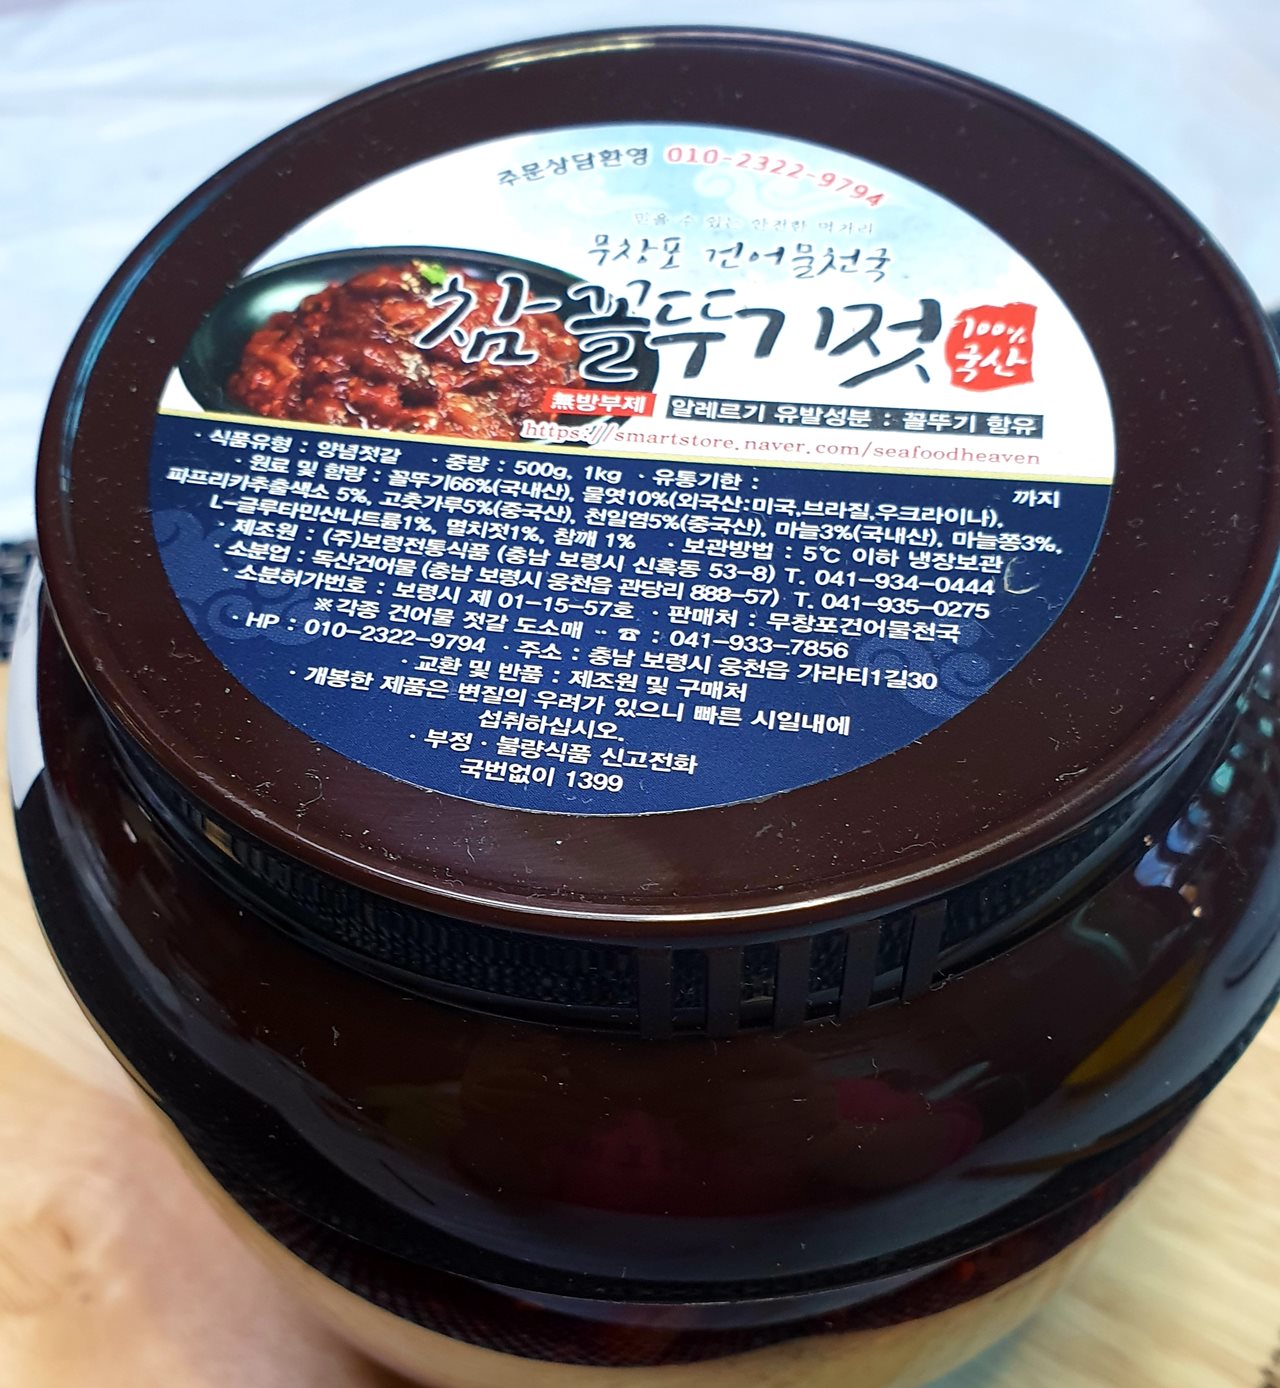 주문상담환영 010-2322-9794
믿을 수 있는 안전한 먹거리
무창포 건어물천국
참꼴뚜기젓 100% 국산
無방부제 알레르기 유발성분 : 꼴뚜기 함유
https://smartstore.naver.com/seafoodheaven
· 식품유형 : 양념젓갈 · 중량 : 500g, 1kg · 유통기한 : 까지
· 원료 및 함량 : 꼴뚜기66%(국내산), 물엿10%(외국산:미국,브라질,우크라이나),
파프리카추출색소 5%, 고춧가루5%(중국산), 천일염5%(중국산), 마늘3%(국내산), 마늘쫑3%,
L-글루타민산나트륨1%, 멸치젓1%, 참깨 1% · 보관방법 : 5℃ 이하 냉장보관
· 제조원 : (주)보령전통식품 (충남 보령시 신흑동 53-8) T. 041-934-0444
· 소분업 : 독산건어물 (충남 보령시 웅천읍 관당리 888-57) T. 041-935-0275
· 소분허가번호 : 보령시 제 01-15-57호 · 판매처 : 무창포건어물천국
※각종 건어물 젓갈 도소매 .. ☎ : 041-933-7856
· HP : 010-2322-9794 · 주소 : 충남 보령시 웅천읍 가라티1길30
· 교환 및 반품 : 제조원 및 구매처
· 개봉한 제품은 변질의 우려가 있으니 빠른 시일내에
섭취하십시오.
· 부정 · 불량식품 신고전화
국번없이 1399